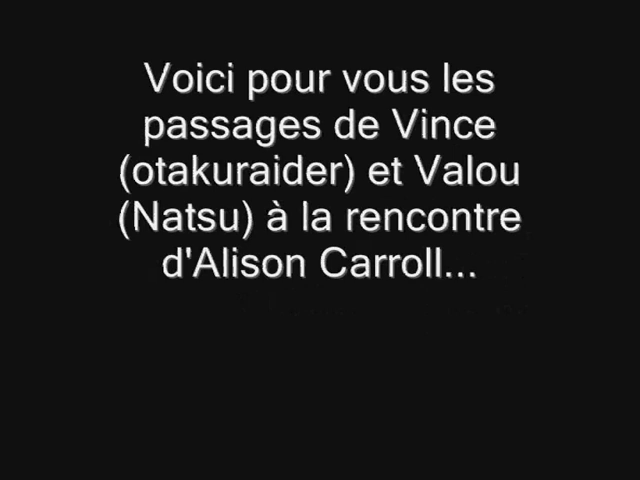 Voici pour vous les
passages de Vince
(otakuraider) et Valou
(Natsu) à la rencontre
d'Alison Carroll...